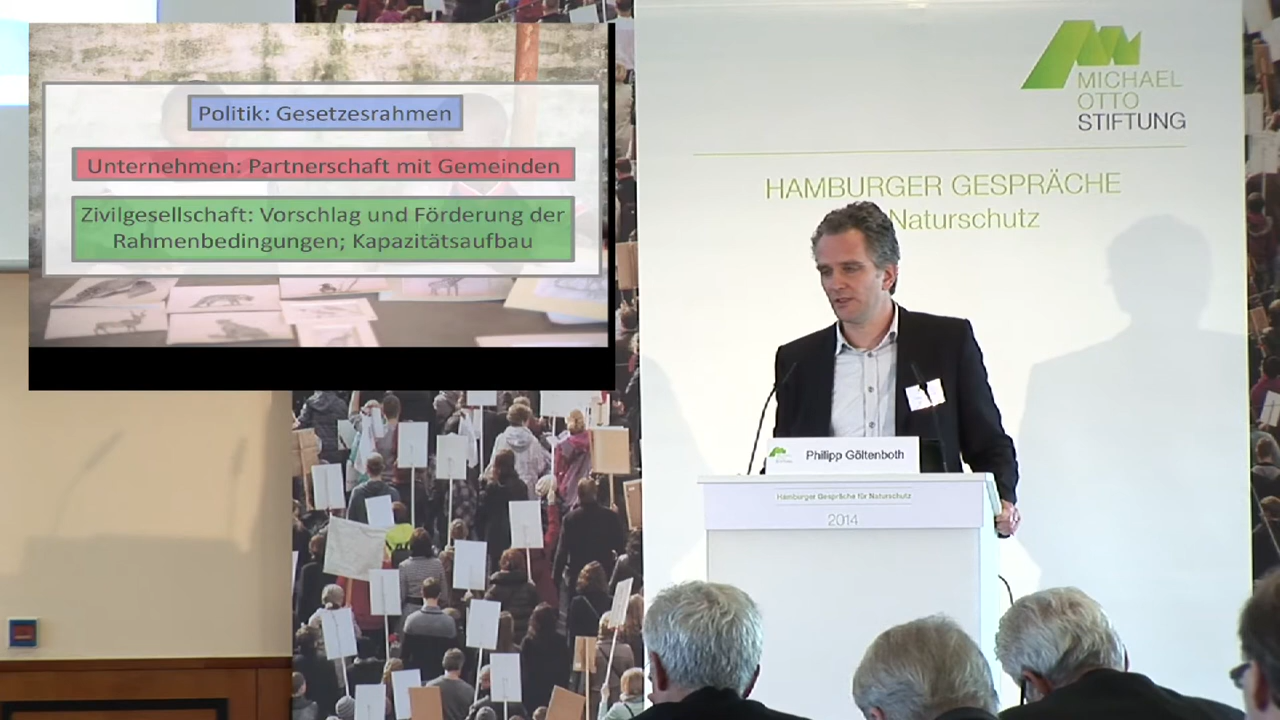 Politik: Gesetzesrahmen
Unternehmen: Partnerschaft mit Gemeinden
Zivilgesellschaft: Vorschlag und Förderung der
Rahmenbedingungen; Kapazitätsaufbau
MICHAEL
OTTO
STIFTUNG
HAMBURGER GESPRÄCHE
Naturschutz
Philipp Göltenboth
Hamburger Gespräche für Naturschutz
2014